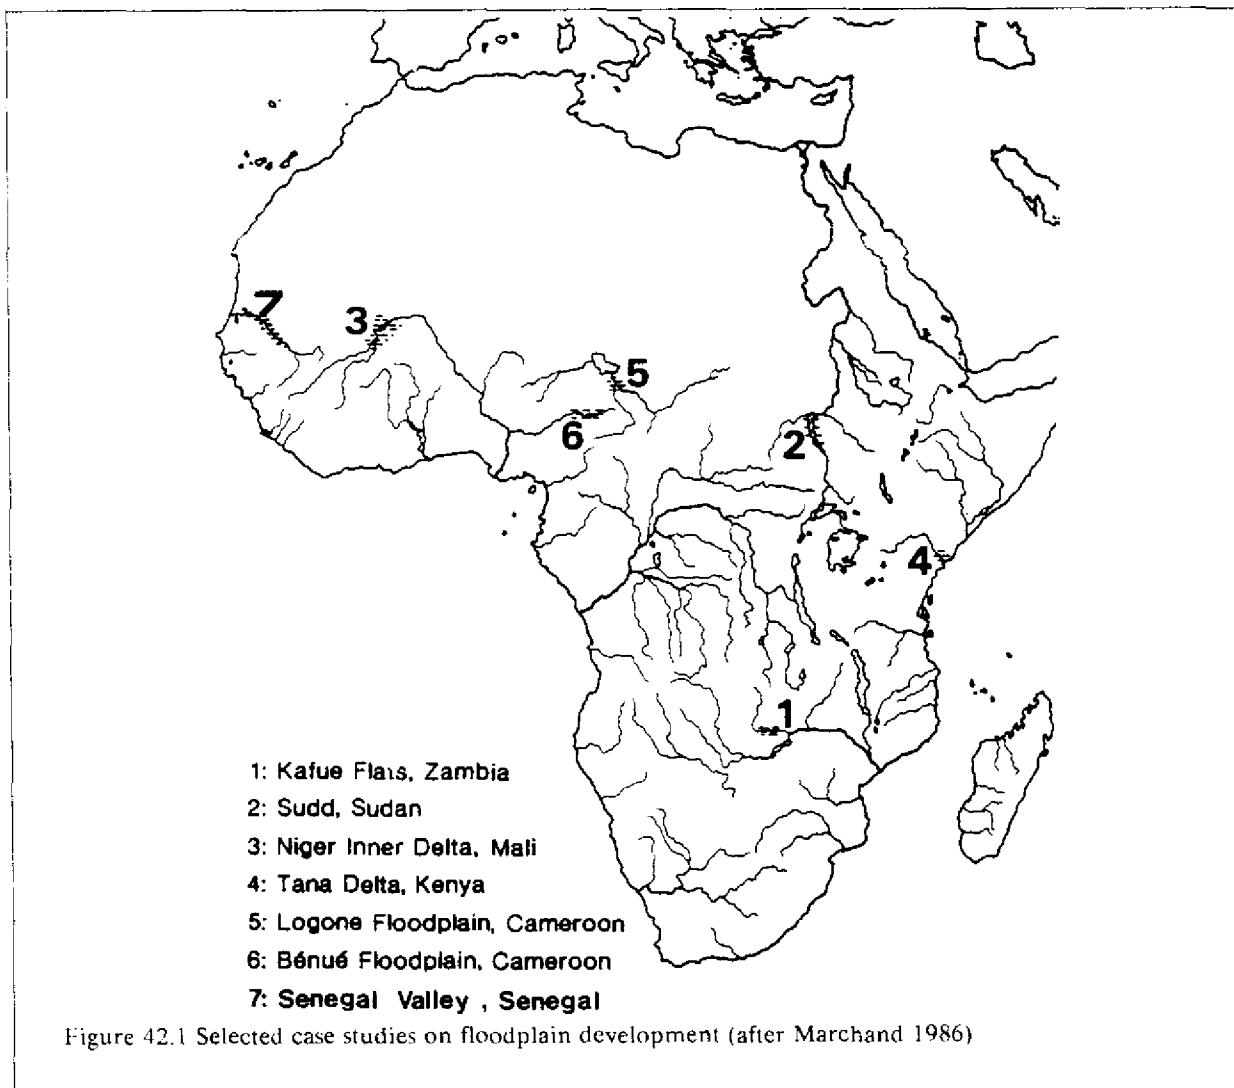 7
3
5
6
2
4
1
1: Kafue Flats, Zambia
2: Sudd, Sudan
3: Niger Inner Delta, Mali
4: Tana Delta, Kenya
5: Logone Floodplain, Cameroon
6: Bénué Floodplain, Cameroon
7: Senegal Valley , Senegal
Figure 42.1 Selected case studies on floodplain development (after Marchand 1986)